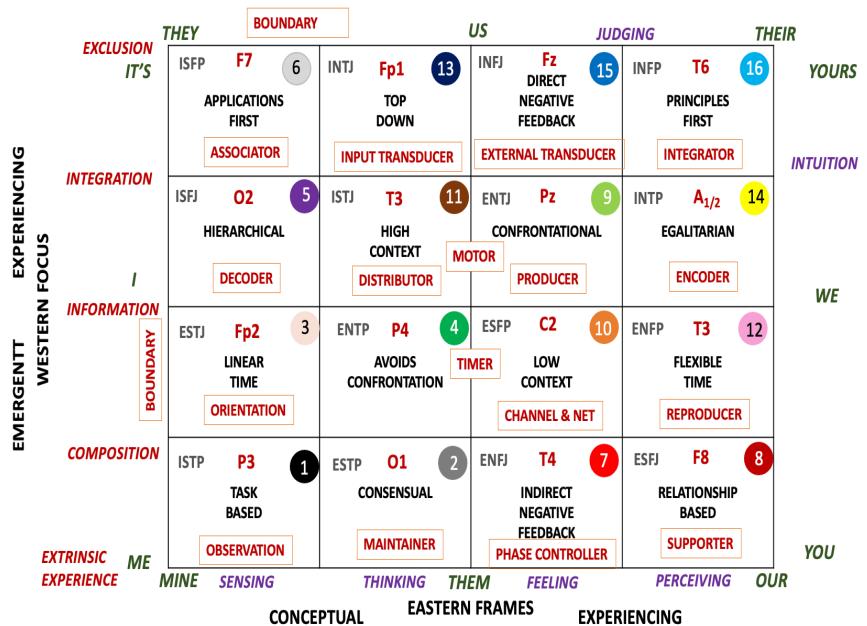 BOUNDARY
THEY
US
JUDGING
THEIR
EXCLUSION
IT'S
YOURS
ISFP F7 6
APPLICATIONS
FIRST
ASSOCIATOR
INTJ Fp1 13
TOP
DOWN
INPUT TRANSDUCER
INFJ Fz 15
DIRECT
NEGATIVE
FEEDBACK
EXTERNAL TRANSDUCER
INFP T6 16
PRINCIPLES
FIRST
INTEGRATOR
INTEGRATION
INTUITION
ISFJ O2 5
HIERARCHICAL
DECODER
ISTJ T3 11
HIGH
CONTEXT
DISTRIBUTOR
MOTOR
ENTJ Pz 9
CONFRONTATIONAL
PRODUCER
INTP A1/2 14
EGALITARIAN
ENCODER
I
WE
INFORMATION
BOUNDARY
ESTJ Fp2 3
LINEAR
TIME
ORIENTATION
ENTP P4 4
AVOIDS
CONFRONTATION
TIMER
ESFP C2 10
LOW
CONTEXT
CHANNEL & NET
ENFP T3 12
FLEXIBLE
TIME
REPRODUCER
COMPOSITION
ISTP P3 1
TASK
BASED
OBSERVATION
ESTP O1 2
CONSENSUAL
MAINTAINER
ENFJ T4 7
INDIRECT
NEGATIVE
FEEDBACK
PHASE CONTROLLER
ESFJ F8 8
RELATIONSHIP
BASED
SUPPORTER
EXTRINSIC
EXPERIENCE
ME
YOU
MINE
SENSING
THINKING
THEM
FEELING
PERCEIVING
OUR
CONCEPTUAL
EASTERN FRAMES
EXPERIENCING
EMERGENTT EXPERIENCING
WESTERN FOCUS